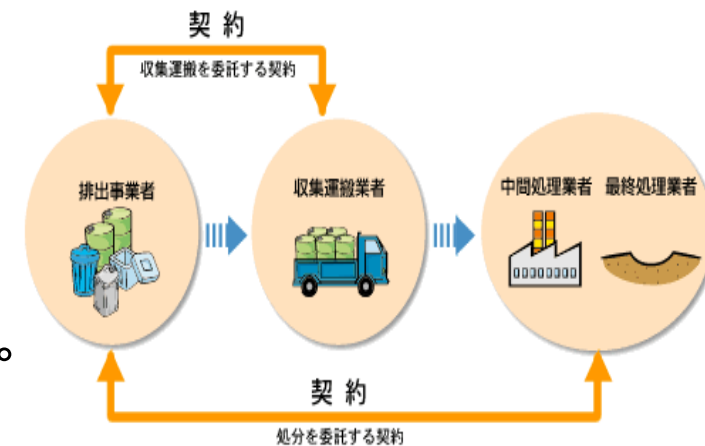 契 約
収集運搬を委託する契約
排出事業者
収集運搬業者
中間処理業者 最終処理業者
。
契 約
処分を委託する契約